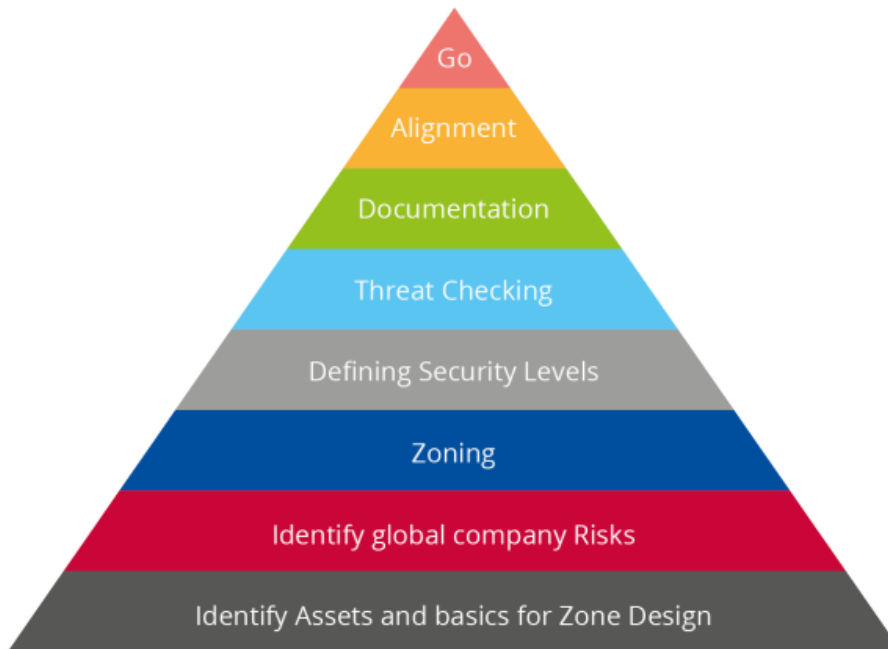 Go
Alignment
Documentation
Threat Checking
Defining Security Levels
Zoning
Identify global company Risks
Identify Assets and basics for Zone Design